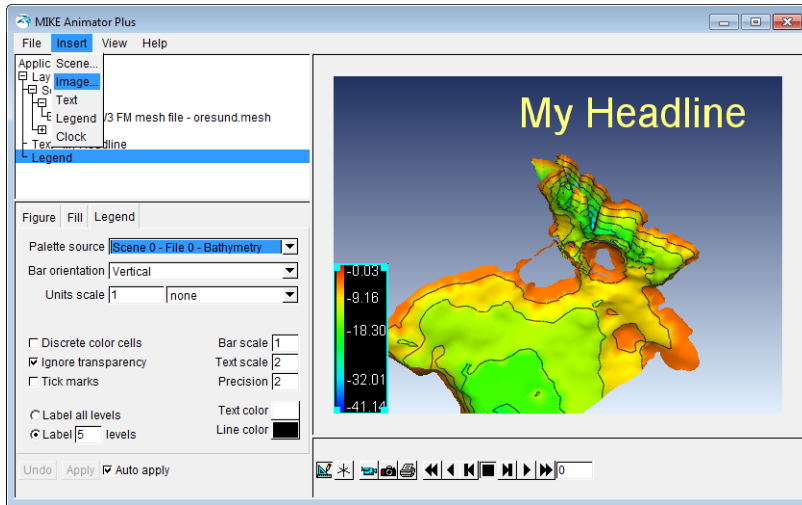 MIKE Animator Plus
File Insert View Help
Applic
Scene...
Lay
Image...
S
Text
Legend
/3 FM mesh file - oresund.mesh
Clock
Tex
dline
Legend
Figure Fill Legend
Palette source Scene 0 - File 0 - Bathymetry
Bar orientation Vertical
Units scale 1 none
Discrete color cells Bar scale 1
Ignore transparency Text scale 2
Tick marks Precision 2
Label all levels Text color
Label 5 levels Line color
Undo Apply Auto apply
My Headline
-0.03
-9.16
-18.30
-32.01
-41.14
0